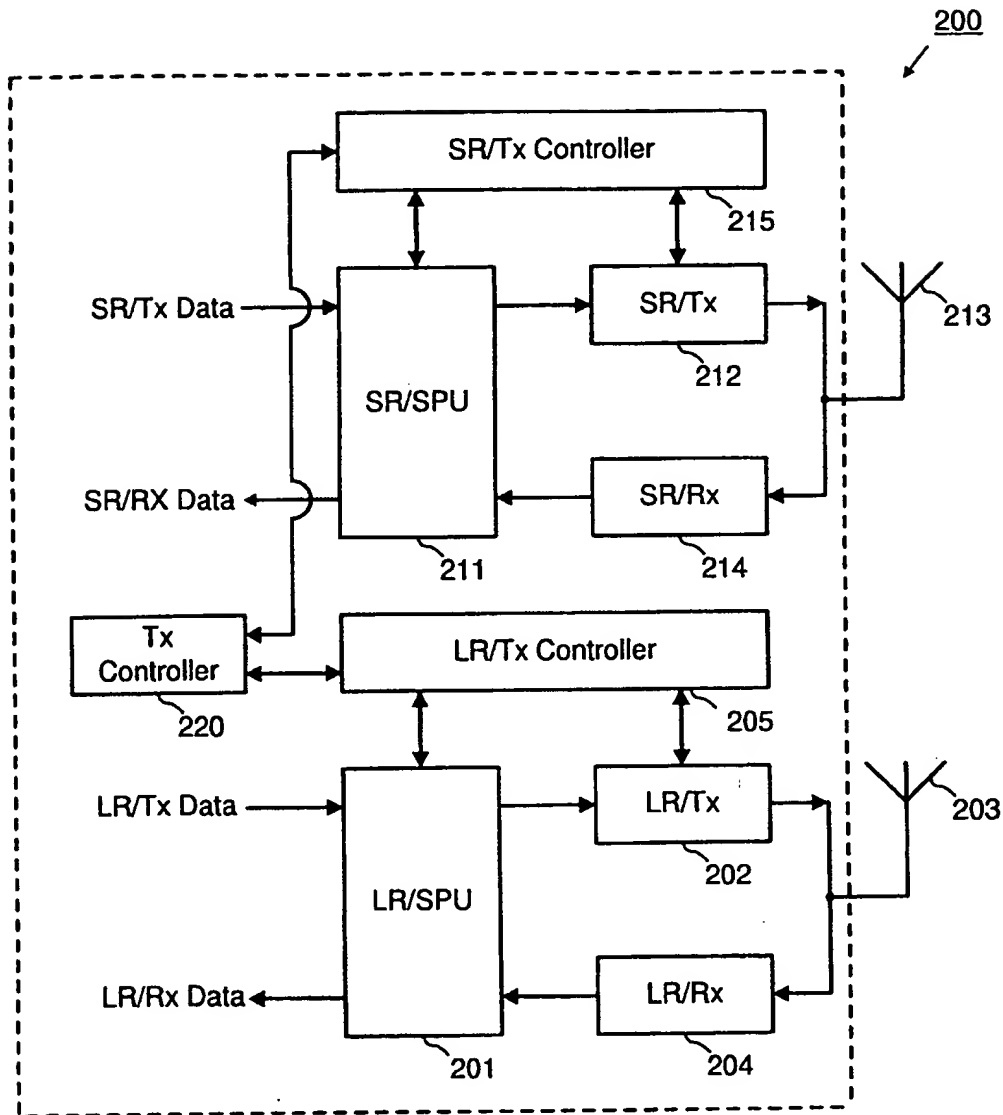 200
SR/Tx Controller
215
SR/Tx Data
SR/SPU
SR/Tx
212
213
SR/RX Data
SR/Rx
211
214
Tx
Controller
220
LR/Tx Controller
205
LR/Tx Data
LR/SPU
LR/Tx
202
203
LR/Rx Data
LR/Rx
201
204